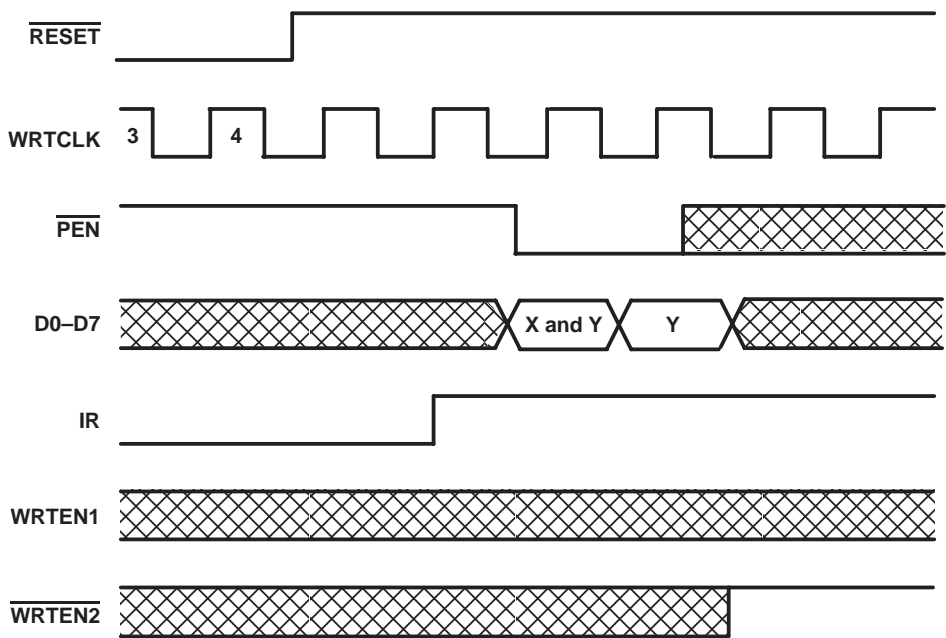 RESET
WRTCLK 3 4
PEN
D0–D7 X and Y Y
IR
WRTEN1
WRTEN2